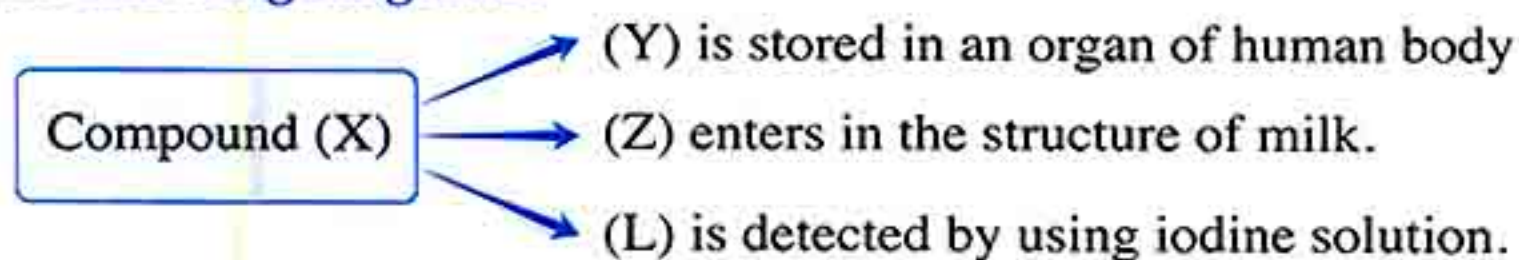 (Y) is stored in an organ of human body
Compound (X)
(Z) enters in the structure of milk.
(L) is detected by using iodine solution.